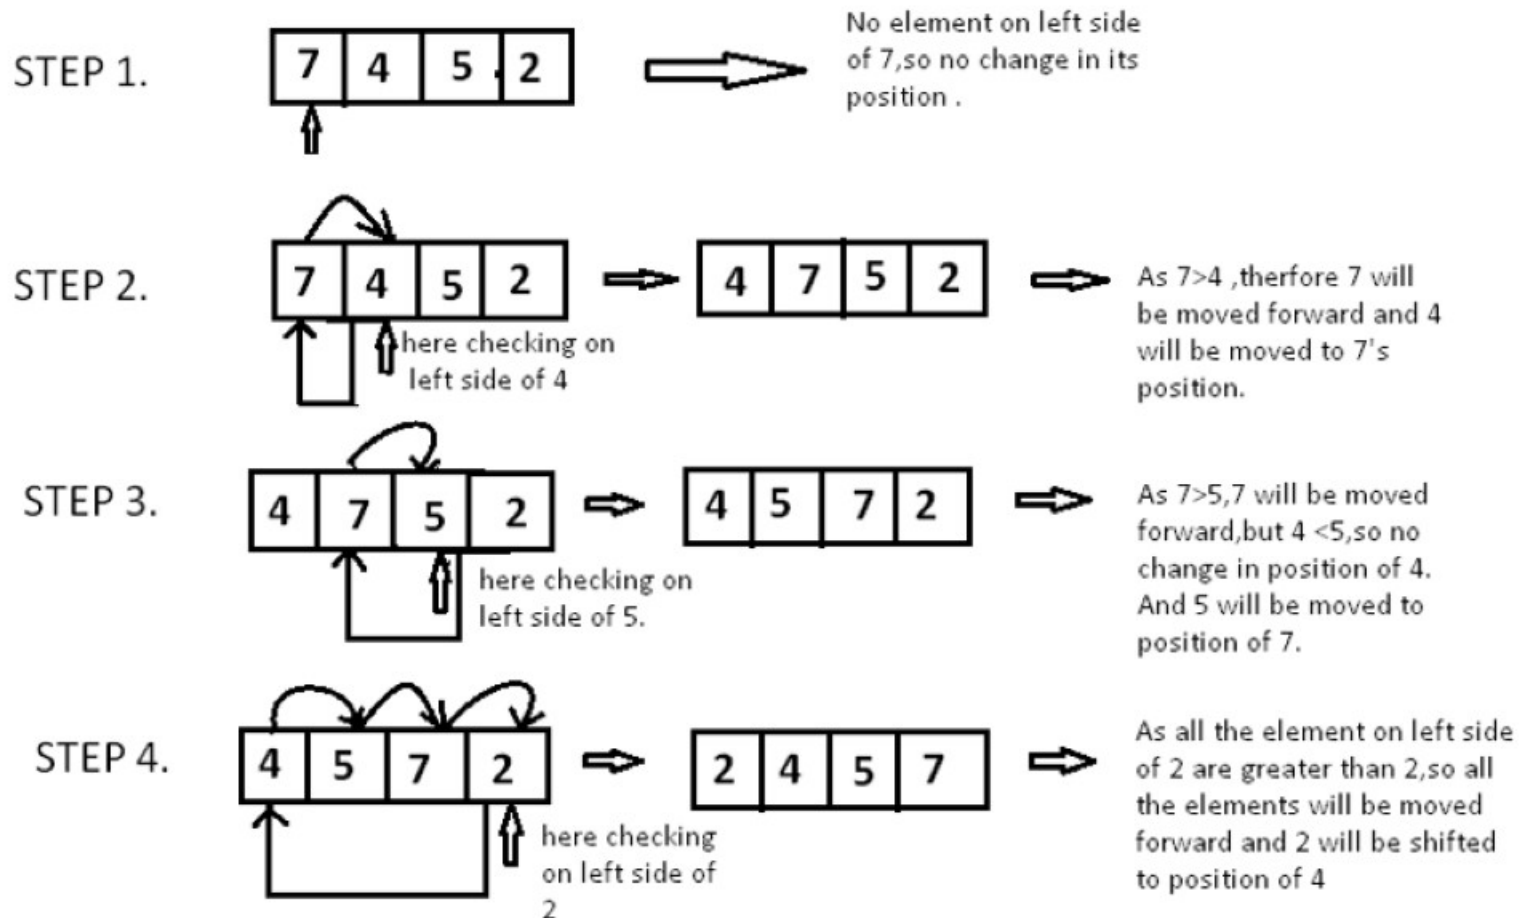 STEP 1.
7 4 5 2
No element on left side
of 7,so no change in its
position .
STEP 2.
7 4 5 2
4 7 5 2
here checking on
left side of 4
As 7>4 ,therfore 7 will
be moved forward and 4
will be moved to 7's
position.
STEP 3.
4 7 5 2
4 5 7 2
here checking on
left side of 5.
As 7>5,7 will be moved
forward,but 4 <5,so no
change in position of 4.
And 5 will be moved to
position of 7.
STEP 4.
4 5 7 2
2 4 5 7
here checking
on left side of
2
As all the element on left side
of 2 are greater than 2,so all
the elements will be moved
forward and 2 will be shifted
to position of 4